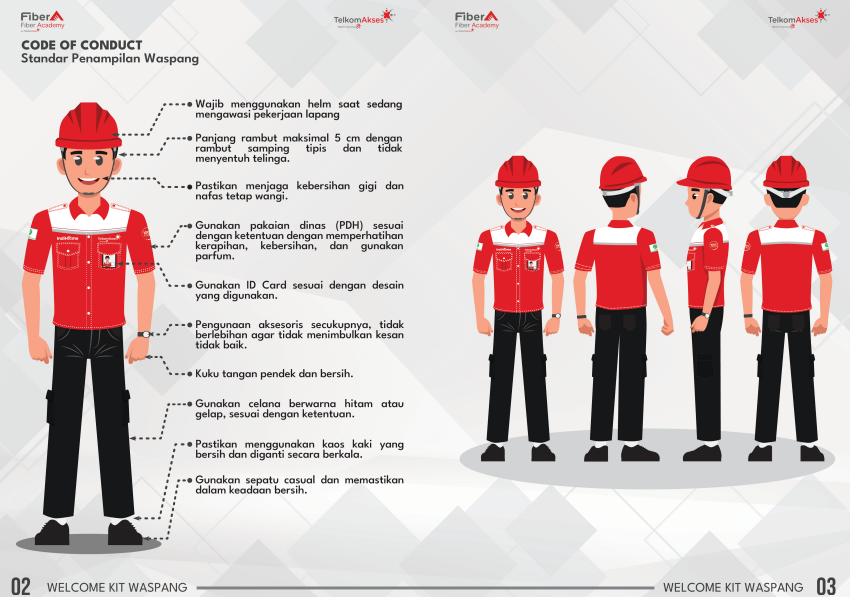 Fiber
Fiber Academy
TelkomAkses
CODE OF CONDUCT
Standar Penampilan Waspang
Wajib menggunakan helm saat sedang
mengawasi pekerjaan lapang
Panjang rambut maksimal 5 cm dengan
rambut samping tipis dan tidak
menyentuh telinga.
Pastikan menjaga kebersihan gigi dan
nafas tetap wangi.
Gunakan pakaian dinas (PDH) sesuai
dengan ketentuan dengan memperhatihan
kerapihan, kebersihan, dan gunakan
parfum.
Gunakan ID Card sesuai dengan desain
yang digunakan.
Pengunaan aksesoris secukupnya, tidak
berlebihan agar tidak menimbulkan kesan
tidak baik.
Kuku tangan pendek dan bersih.
Gunakan celana berwarna hitam atau
gelap, sesuai dengan ketentuan.
Pastikan menggunakan kaos kaki yang
bersih dan diganti secara berkala.
Gunakan sepatu casual dan memastikan
dalam keadaan bersih.
IndiHome
02 WELCOME KIT WASPANG
Fiber
Fiber Academy
TelkomAkses
WELCOME KIT WASPANG 03